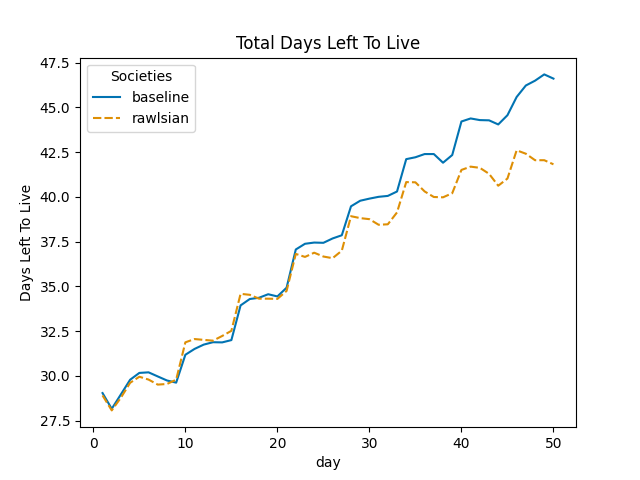 Total Days Left To Live
Societies
baseline
rawlsian
Days Left To Live
47.5
45.0
42.5
40.0
37.5
35.0
32.5
30.0
27.5
0 10 20 30 40 50
day